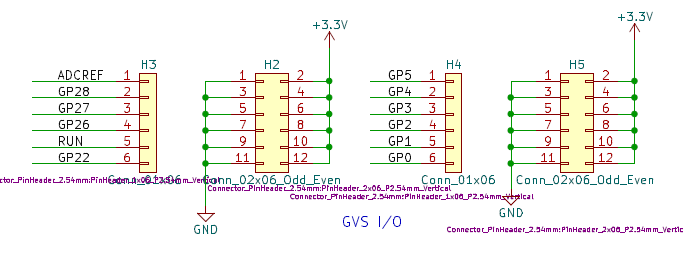 +3.3V
+3.3V
H3
H2
H4
H5
ADCREF 1
GP28 2
GP27 3
GP26 4
RUN 5
GP22 6
1 2
3 4
5 6
7 8
9 10
11 12
GP5 1
GP4 2
GP3 3
GP2 4
GP1 5
GP0 6
1 2
3 4
5 6
7 8
9 10
11 12
Conn_01x06
Conn_02x06_Odd_Even
Conn_01x06
Conn_02x06_Odd_Even
onnector_PinHeader_2.54mm:PinHeader_1x06_P2.54mm_Vertical
Connector_PinHeader_2.54mm:PinHeader_2x06_P2.54mm_Vertical
Connector_PinHeader_2.54mm:PinHeader_1x06_P2.54mm_Vertical
Connector_PinHeader_2.54mm:PinHeader_2x06_P2.54mm_Vertic
GND
GND
GVS I/O